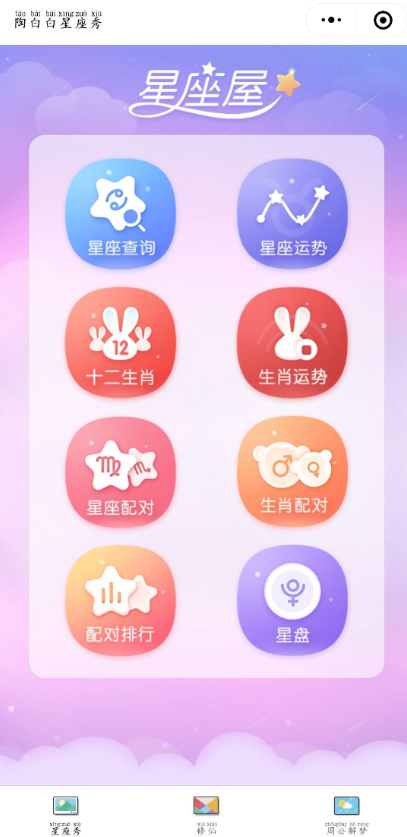 táo bái bái xīng zuò xiù
陶白白星座秀
星座屋
星座查询
星座运势
12
十二生肖
生肖运势
星座配对
生肖配对
配对排行
星盘
xīng zuò xiù
星座秀
xiū xiān
修仙
zhōu gōng jiě mèng
周公解梦